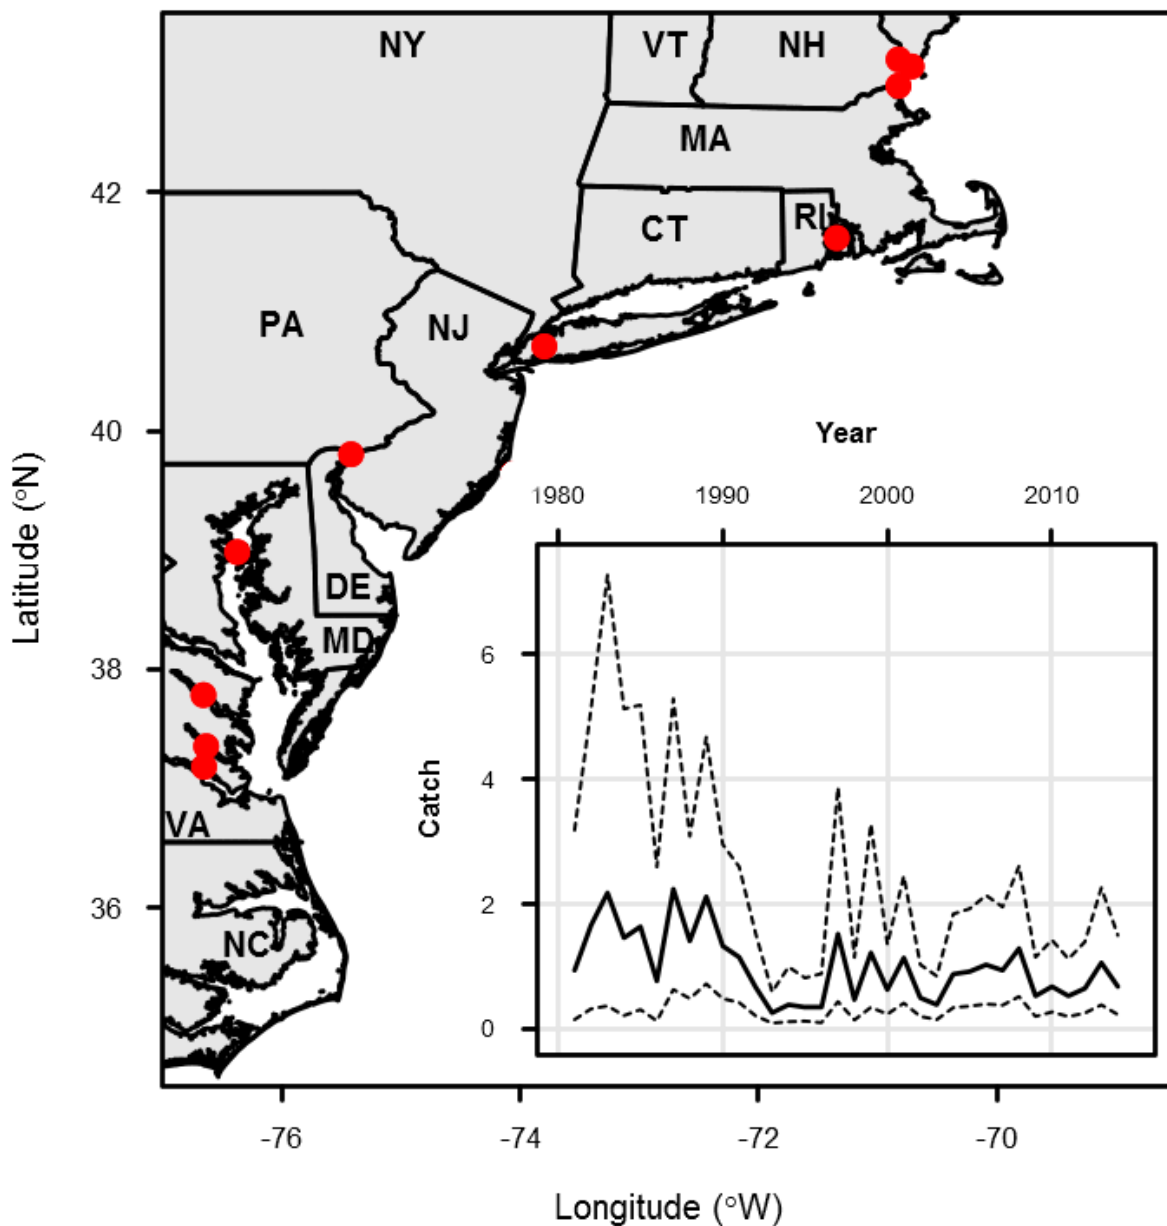 NY
VT
NH
MA
42
CT
RI
PA
NJ
40
Year
1980
1990
2000
2010
Latitude (°N)
DE
MD
6
38
4
Catch
VA
2
36
NC
0
-76
-74
-72
-70
Longitude (°W)